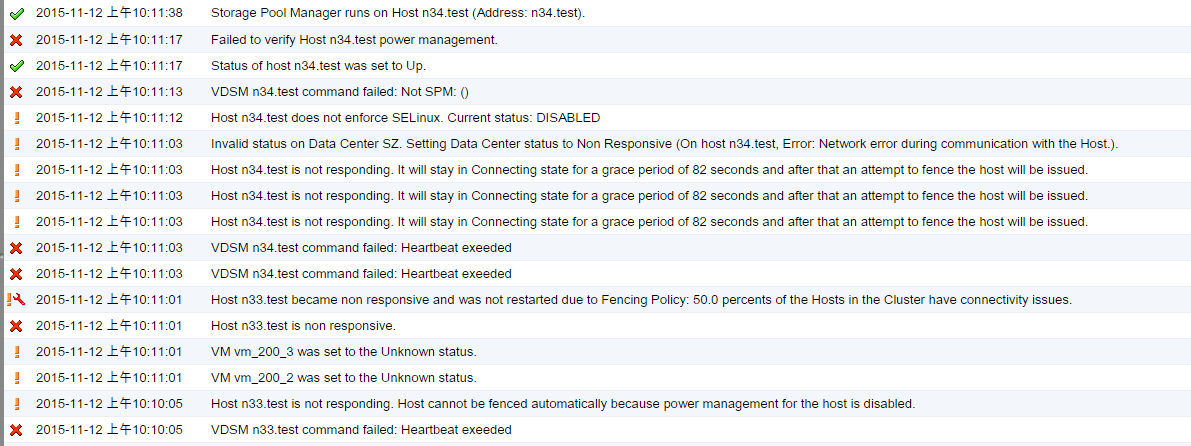 2015-11-12 上午10:11:38 Storage Pool Manager runs on Host n34.test (Address: n34.test).
2015-11-12 上午10:11:17 Failed to verify Host n34.test power management.
2015-11-12 上午10:11:17 Status of host n34.test was set to Up.
2015-11-12 上午10:11:13 VDSM n34.test command failed: Not SPM: ()
2015-11-12 上午10:11:12 Host n34.test does not enforce SELinux. Current status: DISABLED
2015-11-12 上午10:11:03 Invalid status on Data Center SZ. Setting Data Center status to Non Responsive (On host n34.test, Error: Network error during communication with the Host.).
2015-11-12 上午10:11:03 Host n34.test is not responding. It will stay in Connecting state for a grace period of 82 seconds and after that an attempt to fence the host will be issued.
2015-11-12 上午10:11:03 Host n34.test is not responding. It will stay in Connecting state for a grace period of 82 seconds and after that an attempt to fence the host will be issued.
2015-11-12 上午10:11:03 Host n34.test is not responding. It will stay in Connecting state for a grace period of 82 seconds and after that an attempt to fence the host will be issued.
2015-11-12 上午10:11:03 VDSM n34.test command failed: Heartbeat exeeded
2015-11-12 上午10:11:03 VDSM n34.test command failed: Heartbeat exeeded
2015-11-12 上午10:11:01 Host n33.test became non responsive and was not restarted due to Fencing Policy: 50.0 percents of the Hosts in the Cluster have connectivity issues.
2015-11-12 上午10:11:01 Host n33.test is non responsive.
2015-11-12 上午10:11:01 VM vm_200_3 was set to the Unknown status.
2015-11-12 上午10:11:01 VM vm_200_2 was set to the Unknown status.
2015-11-12 上午10:10:05 Host n33.test is not responding. Host cannot be fenced automatically because power management for the host is disabled.
2015-11-12 上午10:10:05 VDSM n33.test command failed: Heartbeat exeeded